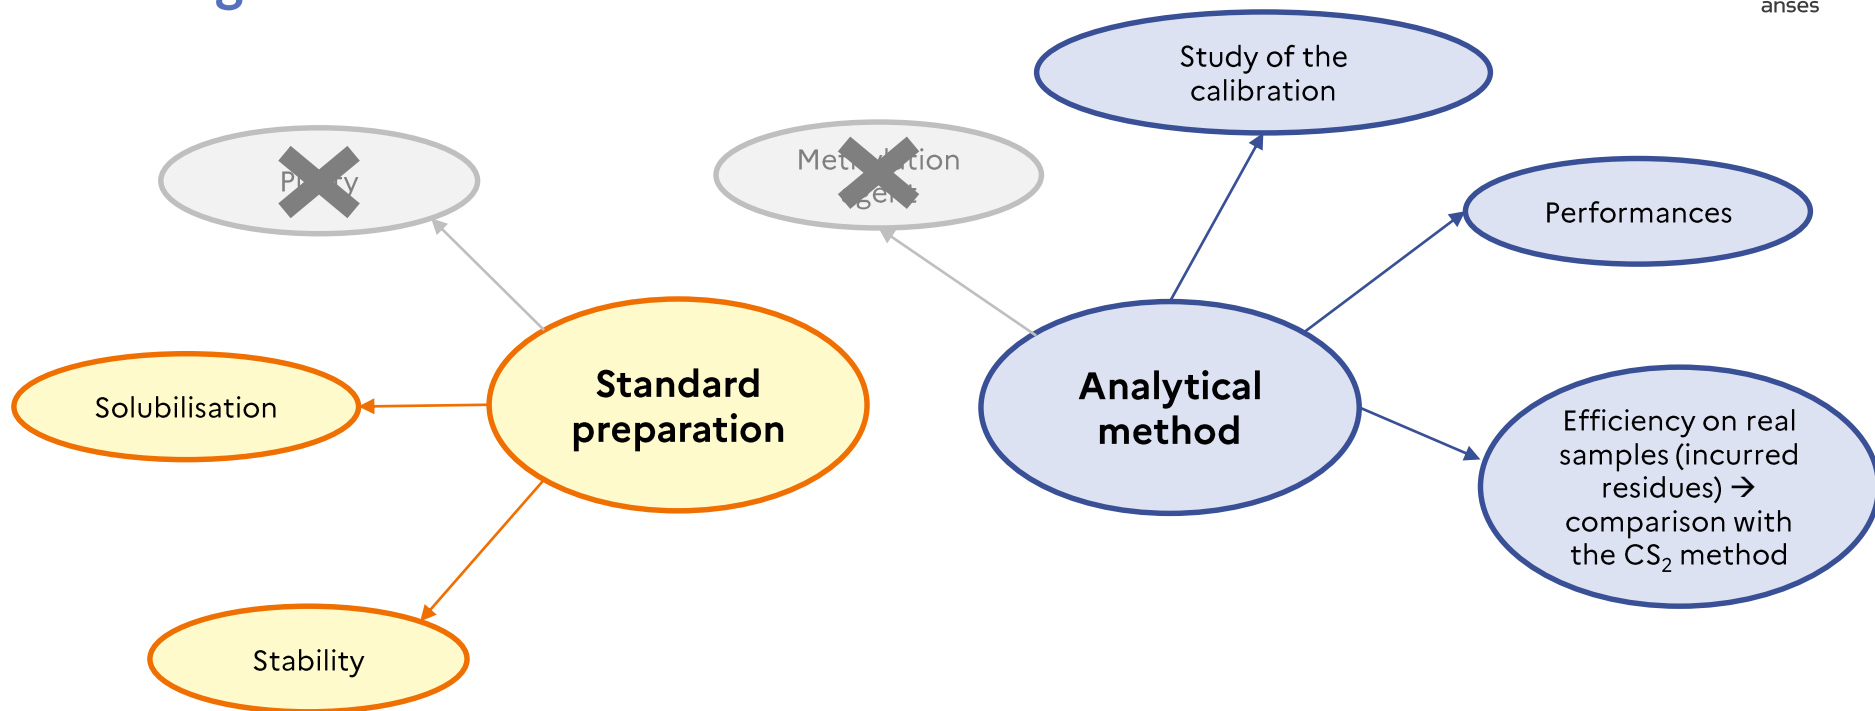 anses
Study of the
calibration
Performances
Solubilisation
Standard
preparation
Analytical
method
Efficiency on real
samples (incurred
residues) →
comparison with
the CS₂ method
Stability